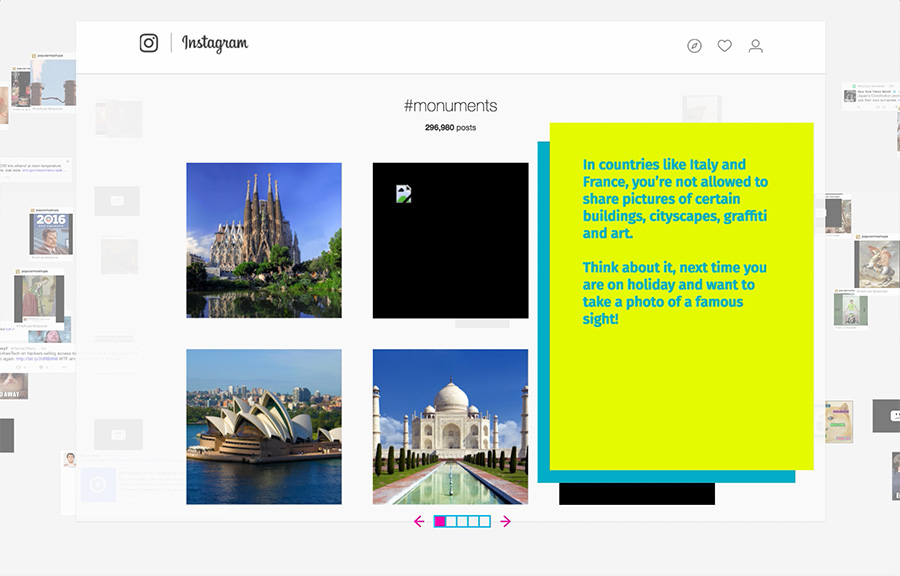 Instagram
#monuments
296,980 posts
In countries like Italy and
France, you're not allowed to
share pictures of certain
buildings, cityscapes, graffiti
and art.
Think about it, next time you
are on holiday and want to
take a photo of a famous
sight!
2016